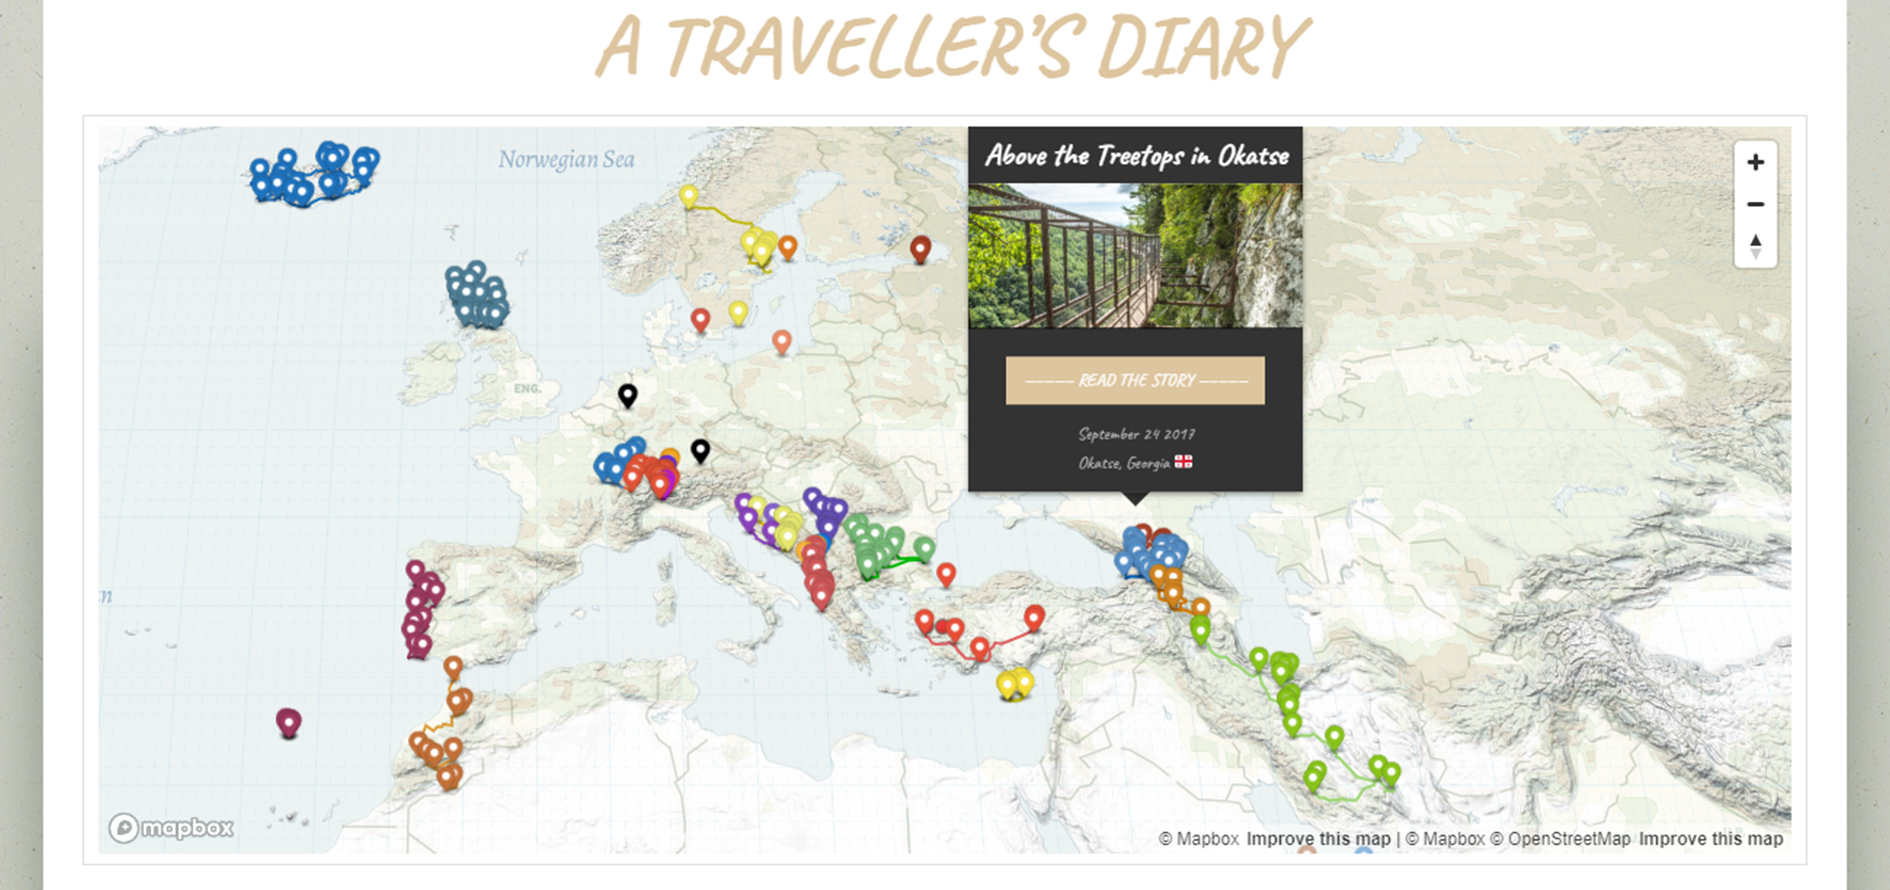 A TRAVELLER'S DIARY
Norwegian Sea
Above the Treetops in Okatse
ENG.
----- READ THE STORY -----
September 24 2017
Okatse, Georgia
n
mapbox
© Mapbox Improve this map | © Mapbox © OpenStreetMap Improve this map